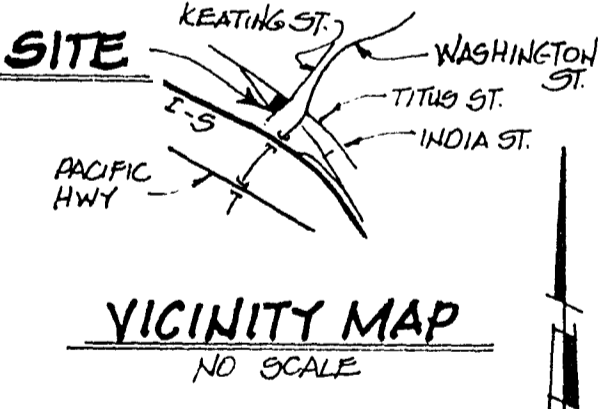 KEATING ST.
SITE
WASHINGTON
ST.
TITUS ST.
I-5
INDIA ST.
PACIFIC
HWY
VICINITY MAP
NO SCALE